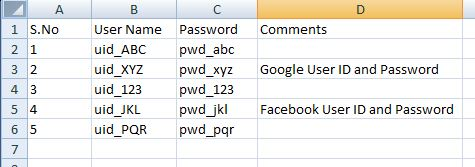 A B C D
1 S.No User Name Password Comments
2 1 uid_ABC pwd_abc
3 2 uid_XYZ pwd_xyz Google User ID and Password
4 3 uid_123 pwd_123
5 4 uid_JKL pwd_jkl Facebook User ID and Password
6 5 uid_PQR pwd_pqr
7